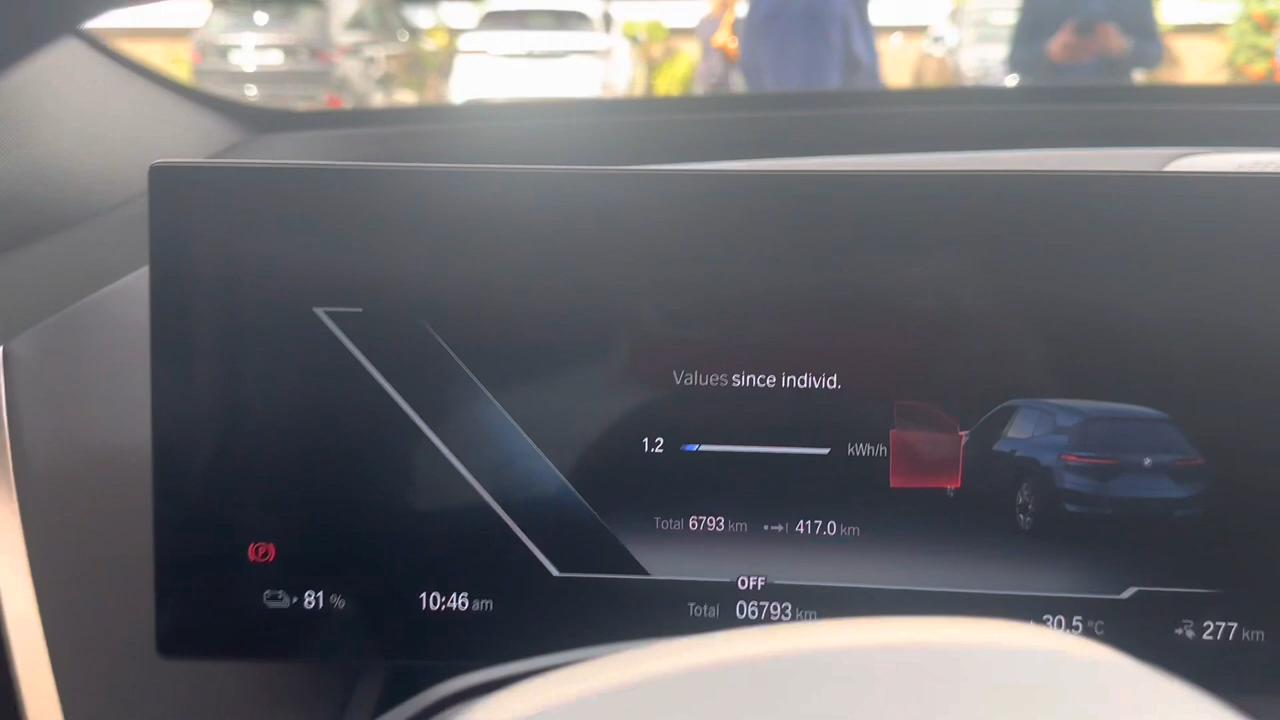 Values since individ.
1.2 kWh/h
Total 6793 km 417.0 km
OFF
81 % 10:46 am Total 06793 km 30.5 °C 277 km